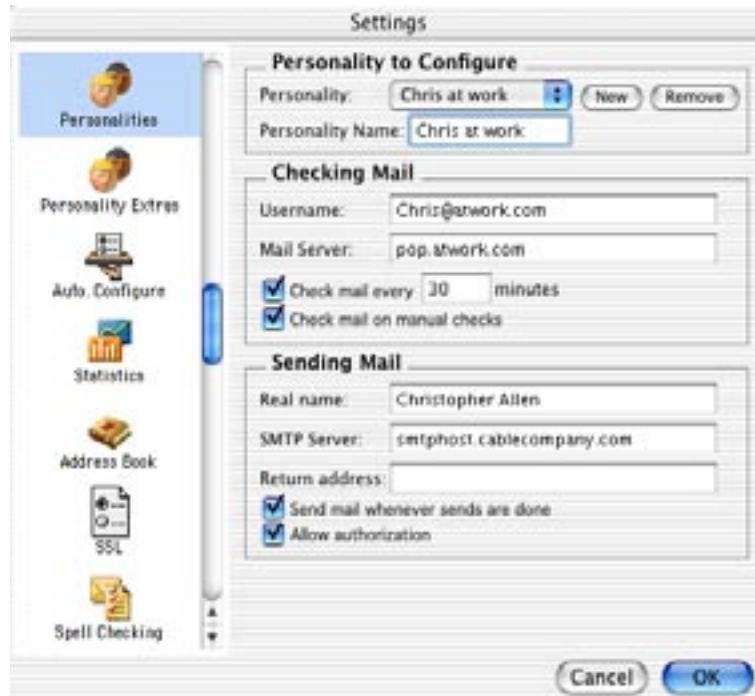 Settings
Personalities
Personality Extras
Auto. Configure
Statistics
Address Book
SSL
Spell Checking
Personality to Configure
Personality: Chris at work New Remove
Personality Name: Chris at work
Checking Mail
Username: Chris@atwork.com
Mail Server: pop.atwork.com
Check mail every 30 minutes
Check mail on manual checks
Sending Mail
Real name: Christopher Allen
SMTP Server: smtphost.cablecompany.com
Return address:
Send mail whenever sends are done
Allow authorization
Cancel OK